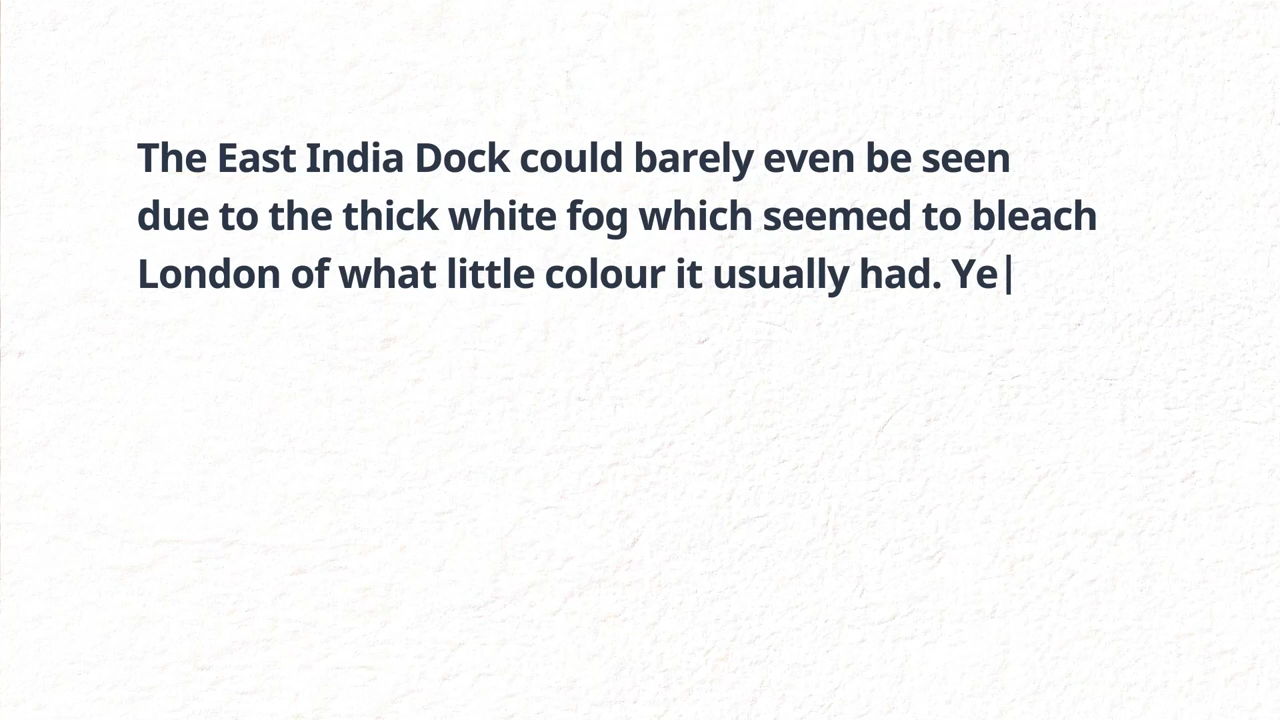 The East India Dock could barely even be seen
due to the thick white fog which seemed to bleach
London of what little colour it usually had. Ye|